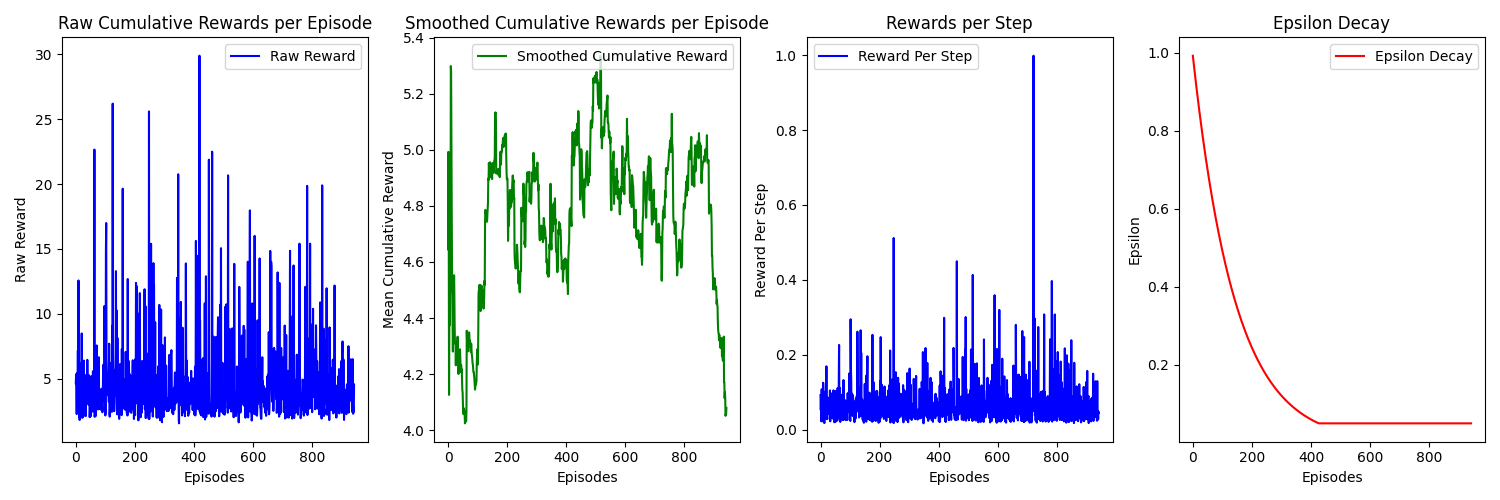 Raw Cumulative Rewards per Episode
Raw Reward
30
25
20
15
10
5
Raw Reward
0 200 400 600 800
Episodes
Smoothed Cumulative Rewards per Episode
Smoothed Cumulative Reward
5.4
5.2
5.0
4.8
4.6
4.4
4.2
4.0
Mean Cumulative Reward
0 200 400 600 800
Episodes
Rewards per Step
Reward Per Step
1.0
0.8
0.6
0.4
0.2
0.0
Reward Per Step
0 200 400 600 800
Episodes
Epsilon Decay
Epsilon Decay
1.0
0.8
0.6
0.4
0.2
Epsilon
0 200 400 600 800
Episodes